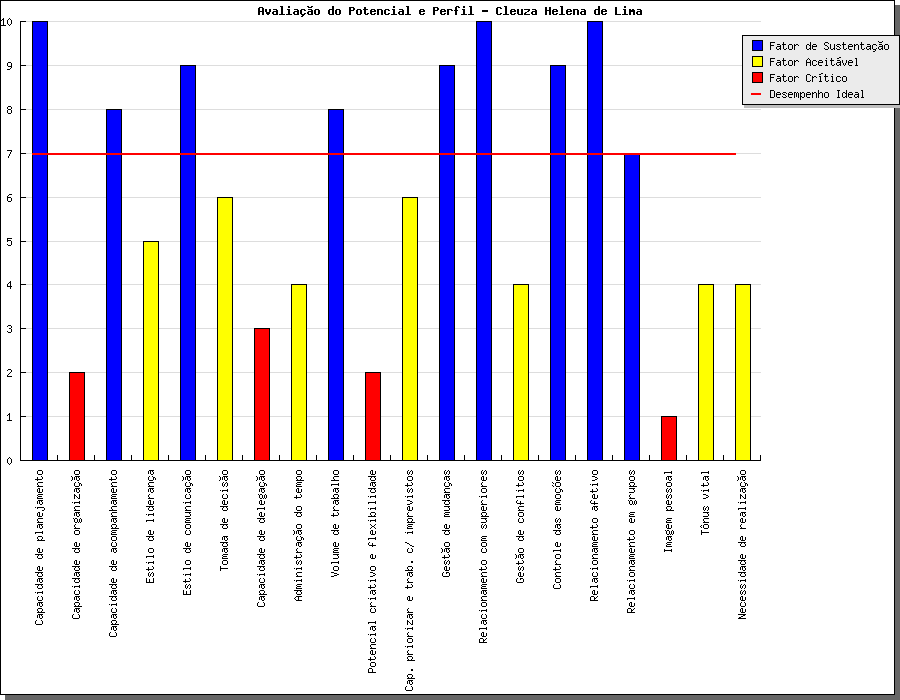 Avaliação do Potencial e Perfil - Cleuza Helena de Lima
10
9
8
7
6
5
4
3
2
1
0
Fator de Sustentação
Fator Aceitável
Fator Crítico
Desempenho Ideal
Capacidade de planejamento
Capacidade de organização
Capacidade de acompanhamento
Estilo de liderança
Estilo de comunicação
Tomada de decisão
Capacidade de delegação
Administração do tempo
Volume de trabalho
Potencial criativo e flexibilidade
Cap. priorizar e trab. c/ imprevistos
Gestão de mudanças
Relacionamento com superiores
Gestão de conflitos
Controle das emoções
Relacionamento afetivo
Relacionamento em grupos
Imagem pessoal
Tônus vital
Necessidade de realização